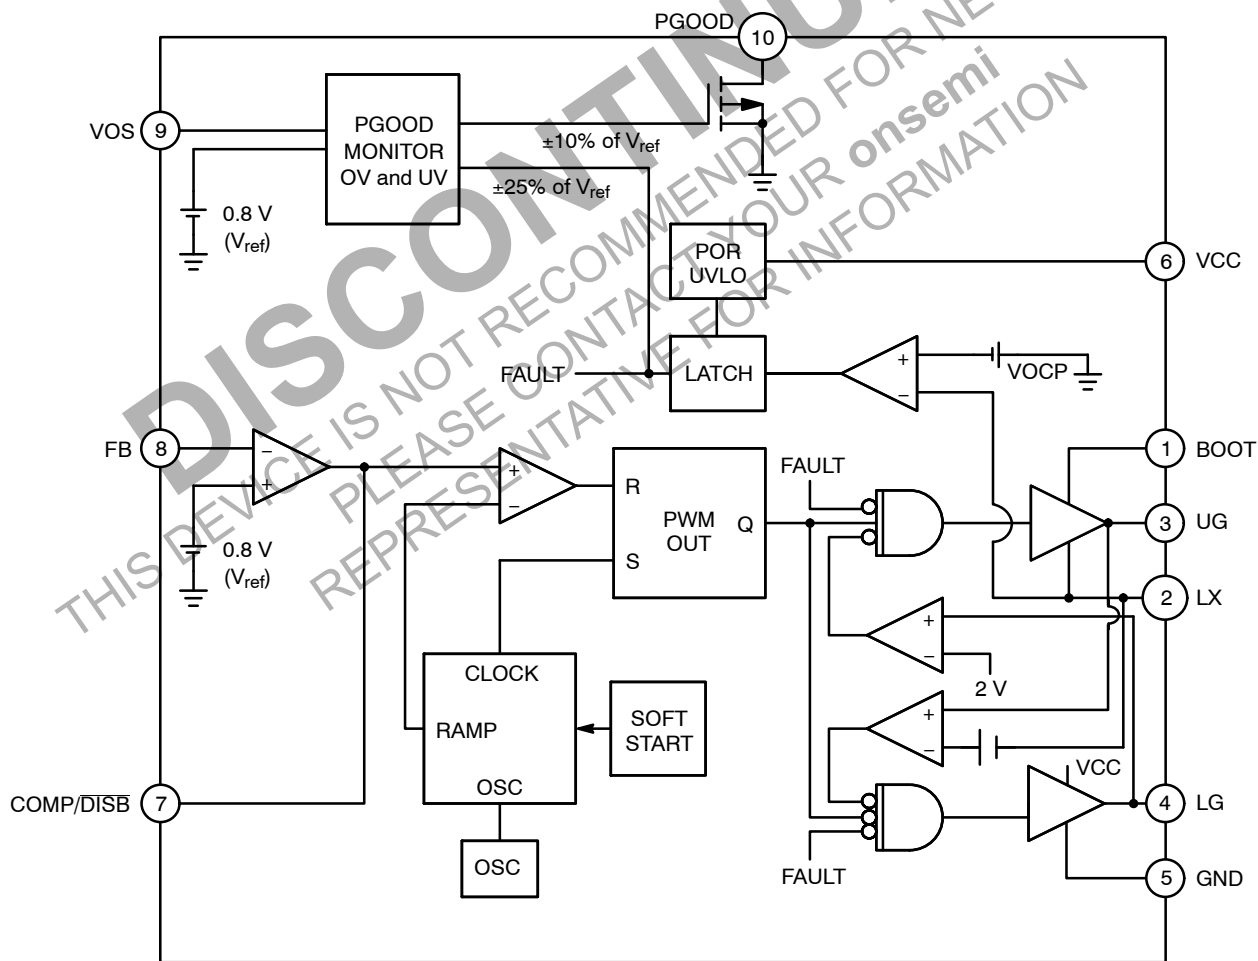 PGOOD
10
VOS 9
PGOOD
MONITOR
OV and UV
±10% of Vref
±25% of Vref
0.8 V
(Vref)
POR
UVLO
6 VCC
FAULT
LATCH
+
–
VOCP
FB 8
–
+
0.8 V
(Vref)
+
–
R
S
PWM
OUT
Q
FAULT
1 BOOT
3 UG
2 LX
+
–
2 V
CLOCK
RAMP
OSC
SOFT
START
+
–
VCC
COMP/DISB 7
4 LG
OSC
FAULT
5 GND
DISCONTINU
THIS DEVICE IS NOT RECOMMENDED FOR NE
PLEASE CONTACT YOUR onsemi
REPRESENTATIVE FOR INFORMATION